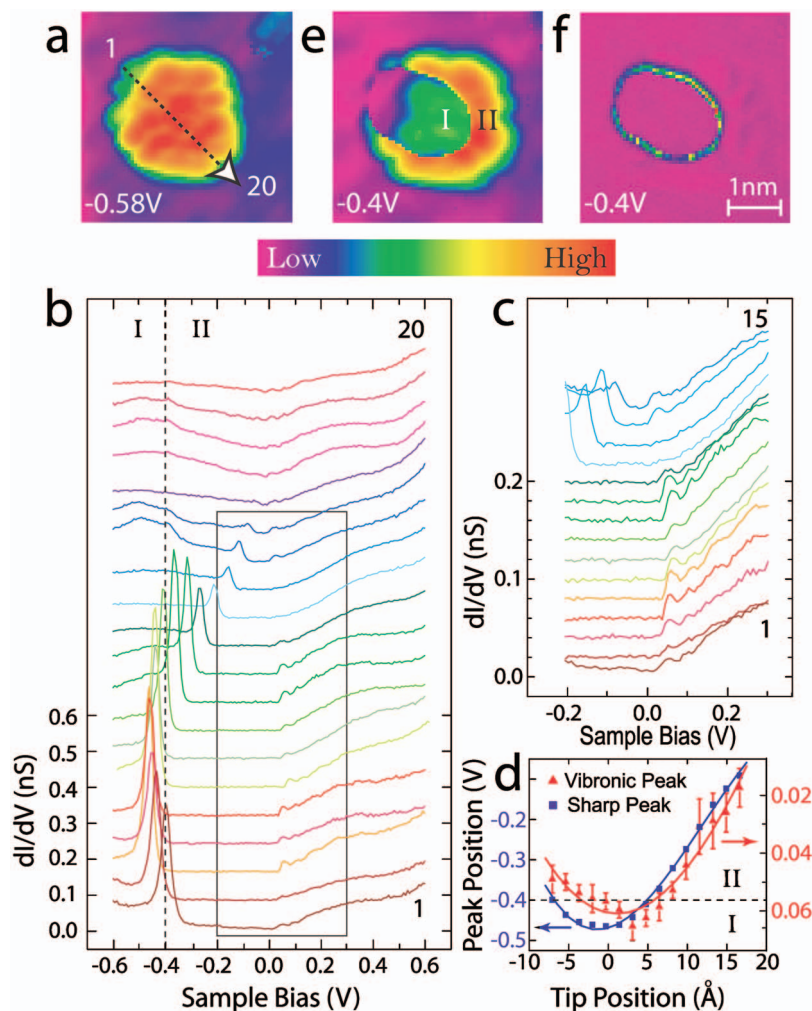 a
1
20
-0.58V
e
I
II
-0.4V
f
-0.4V
1nm
Low
High
b
I
II
20
1
dI/dV (nS)
0.6
0.5
0.4
0.3
0.2
0.1
0.0
-0.6
-0.4
-0.2
0.0
0.2
0.4
0.6
Sample Bias (V)
c
15
1
dI/dV (nS)
0.2
0.1
0.0
-0.2
0.0
0.2
Sample Bias (V)
d
Vibronic Peak
Sharp Peak
II
I
Peak Position (V)
-0.2
-0.3
-0.4
-0.5
0.02
0.04
0.06
-10
-5
0
5
10
15
20
Tip Position (Å)